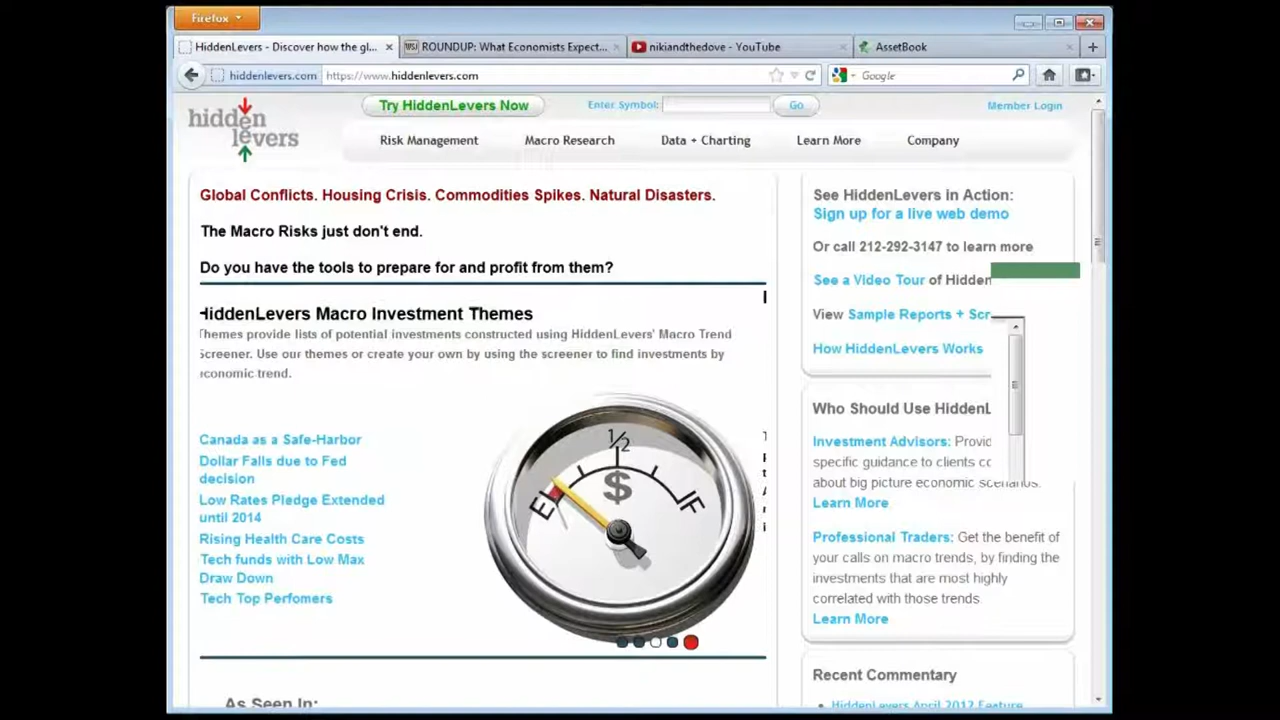 Firefox
HiddenLevers - Discover how the gl...
ROUNDUP: What Economists Expect...
nikiandthedove - YouTube
AssetBook
hiddenlevers.com
https://www.hiddenlevers.com
Google
hidden
levers
Try HiddenLevers Now
Enter Symbol:
Go
Member Login
Risk Management
Macro Research
Data + Charting
Learn More
Company
Global Conflicts. Housing Crisis. Commodities Spikes. Natural Disasters.
The Macro Risks just don't end.
Do you have the tools to prepare for and profit from them?
HiddenLevers Macro Investment Themes
Themes provide lists of potential investments constructed using HiddenLevers' Macro Trend
Screener. Use our themes or create your own by using the screener to find investments by
economic trend.
Canada as a Safe-Harbor
Dollar Falls due to Fed
decision
Low Rates Pledge Extended
until 2014
Rising Health Care Costs
Tech funds with Low Max
Draw Down
Tech Top Perfomers
E
1/2
F
$
As Seen In:
See HiddenLevers in Action:
Sign up for a live web demo
Or call 212-292-3147 to learn more
See a Video Tour of Hidden
View Sample Reports + Scr
How HiddenLevers Works
Who Should Use HiddenL
Investment Advisors: Provid
specific guidance to clients co
about big picture economic scenarios.
Learn More
Professional Traders: Get the benefit of
your calls on macro trends, by finding the
investments that are most highly
correlated with those trends.
Learn More
Recent Commentary
HiddenLevers April 2012 Feature